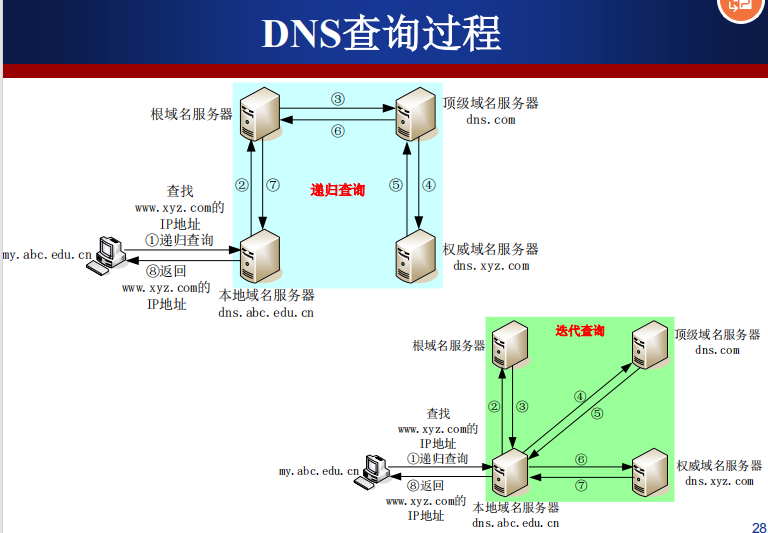 DNS查询过程
根域名服务器
③
⑥
顶级域名服务器
dns.com
②
⑦
递归查询
⑤
④
查找
www.xyz.com的
IP地址
①递归查询
my.abc.edu.cn
⑧返回
www.xyz.com的
IP地址
本地域名服务器
dns.abc.edu.cn
权威域名服务器
dns.xyz.com
迭代查询
根域名服务器
顶级域名服务器
dns.com
②
③
④
⑤
查找
www.xyz.com的
IP地址
①递归查询
my.abc.edu.cn
⑧返回
www.xyz.com的
IP地址
⑥
⑦
权威域名服务器
dns.xyz.com
本地域名服务器
dns.abc.edu.cn
28